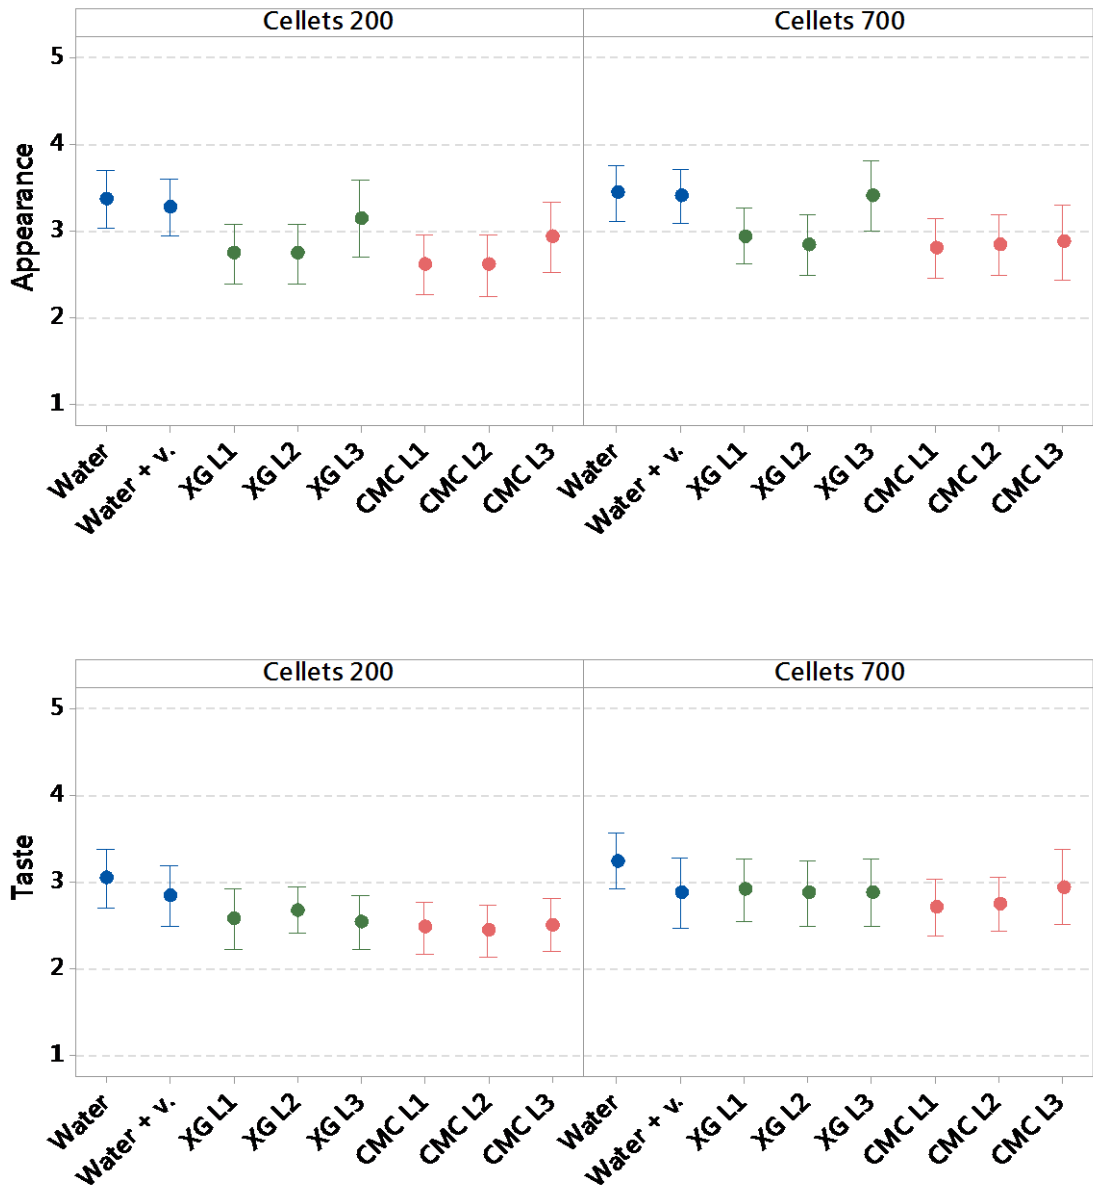 Cellets 200 Cellets 700
5
4
3
2
1
Appearance
Water Water + v. XG L1 XG L2 XG L3 CMC L1 CMC L2 CMC L3 Water Water + v. XG L1 XG L2 XG L3 CMC L1 CMC L2 CMC L3
Cellets 200 Cellets 700
5
4
3
2
1
Taste
Water Water + v. XG L1 XG L2 XG L3 CMC L1 CMC L2 CMC L3 Water Water + v. XG L1 XG L2 XG L3 CMC L1 CMC L2 CMC L3